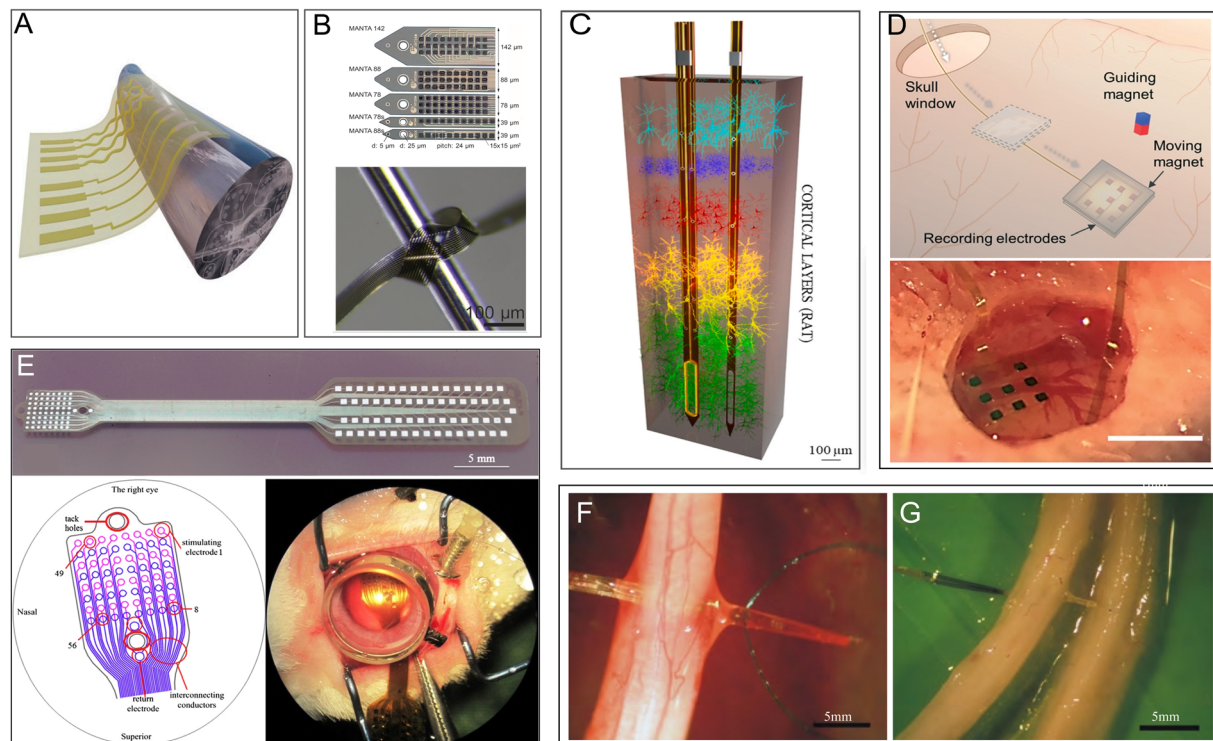 A
B
MANTA 142
142 µm
MANTA 88
88 µm
MANTA 78
78 µm
MANTA 78s
39 µm
MANTA 88s
39 µm
d: 5 µm d: 25 µm pitch: 24 µm 15x15 µm²
100 µm
C
CORTICAL LAYERS (RAT)
100 µm
D
Skull
window
Guiding
magnet
Moving
magnet
Recording electrodes
E
5 mm
The right eye
tack
holes
stimulating
electrode1
49
Nasal
8
56
return
electrode
interconnecting
conductors
Superior
F
5mm
G
5mm